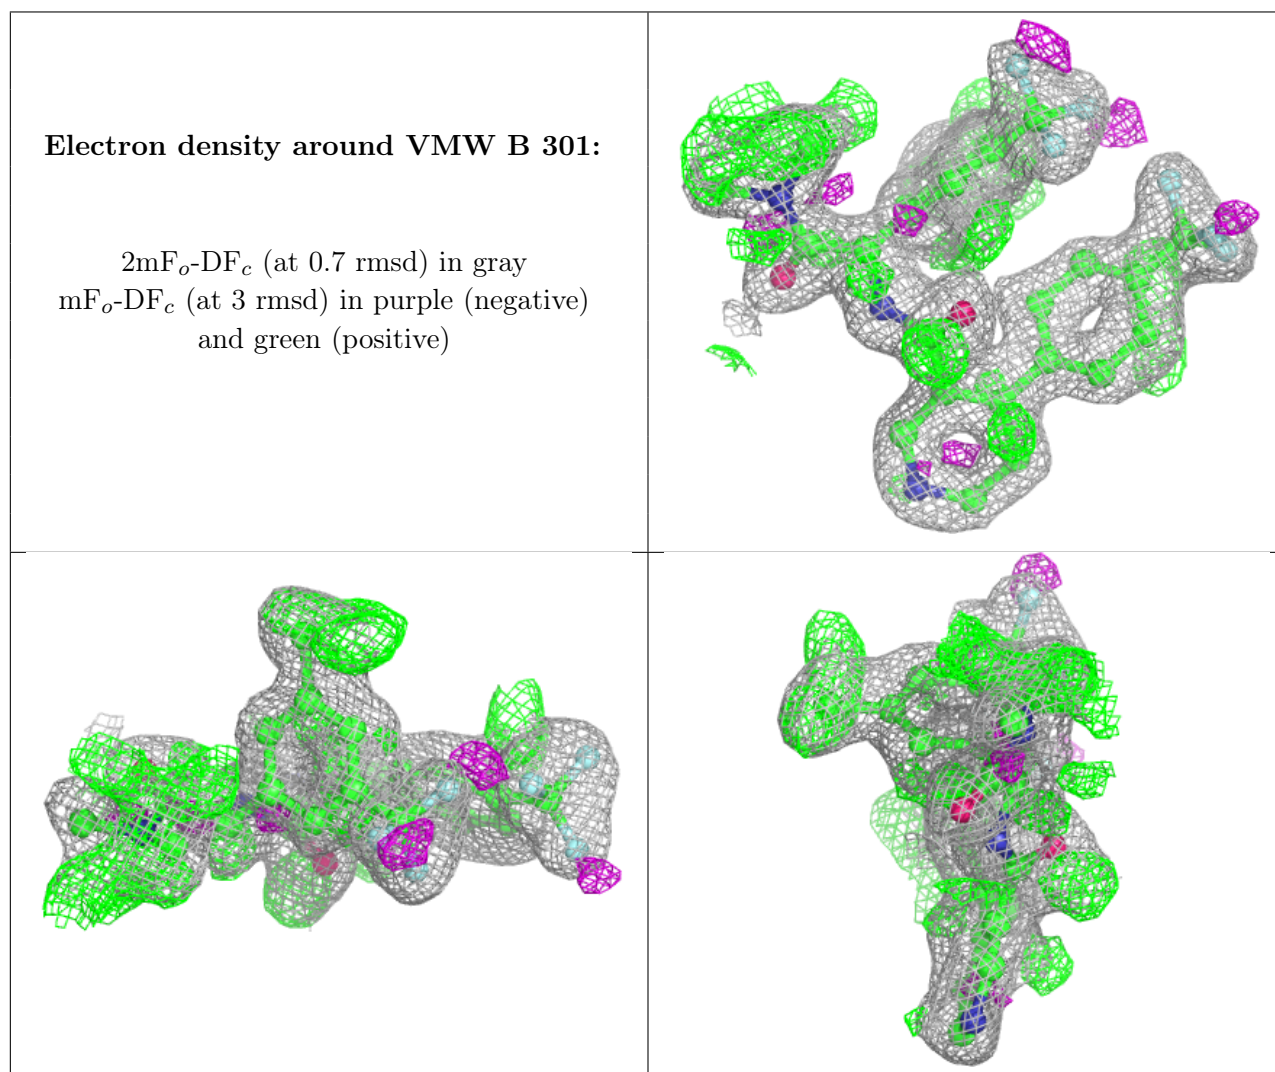 Electron density around VMW B 301:
2mFo-DFc (at 0.7 rmsd) in gray
mFo-DFc (at 3 rmsd) in purple (negative)
and green (positive)